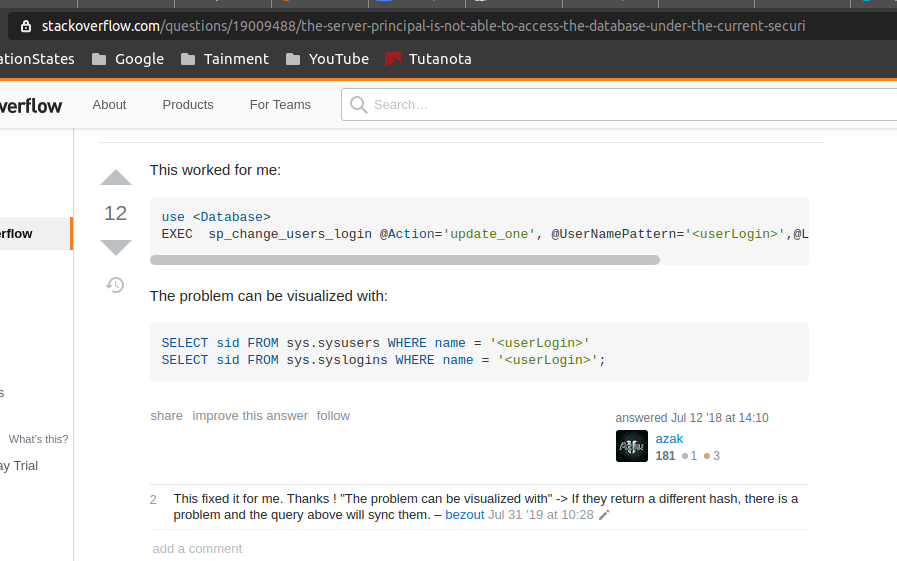 stackoverflow.com/questions/19009488/the-server-principal-is-not-able-to-access-the-database-under-the-current-securi
ationStates Google Tainment YouTube Tutanota
verflow About Products For Teams Search…
This worked for me:
12
use <Database>
EXEC  sp_change_users_login @Action='update_one', @UserNamePattern='<userLogin>',@L
rflow
The problem can be visualized with:
SELECT sid FROM sys.sysusers WHERE name = '<userLogin>'
SELECT sid FROM sys.syslogins WHERE name = '<userLogin>';
s
share improve this answer follow
answered Jul 12 '18 at 14:10
What's this?
azak
181 1 3
ay Trial
2 This fixed it for me. Thanks ! "The problem can be visualized with" -> If they return a different hash, there is a
problem and the query above will sync them. – bezout Jul 31 '19 at 10:28
add a comment